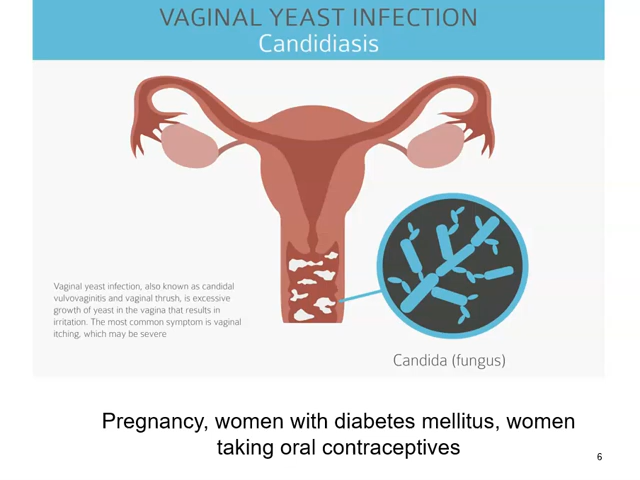 VAGINAL YEAST INFECTION
Candidiasis
Vaginal yeast infection, also known as candidal
vulvovaginitis and vaginal thrush, is excessive
growth of yeast in the vagina that results in
irritation. The most common symptom is vaginal
itching, which may be severe
Candida (fungus)
Pregnancy, women with diabetes mellitus, women
taking oral contraceptives
6